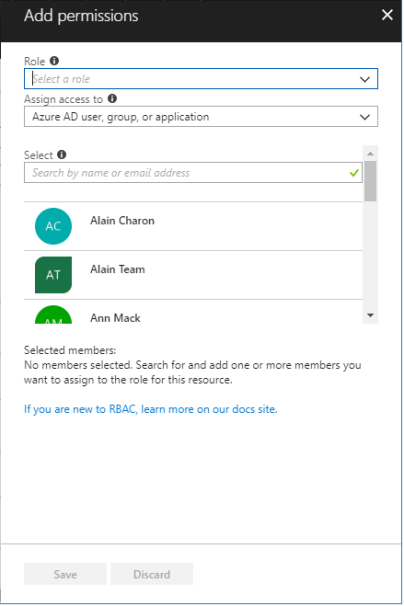 Add permissions
Role
Select a role
Assign access to
Azure AD user, group, or application
Select
Search by name or email address
AC
Alain Charon
AT
Alain Team
AM
Ann Mack
Selected members:
No members selected. Search for and add one or more members you
want to assign to the role for this resource.
If you are new to RBAC, learn more on our docs site.
Save Discard